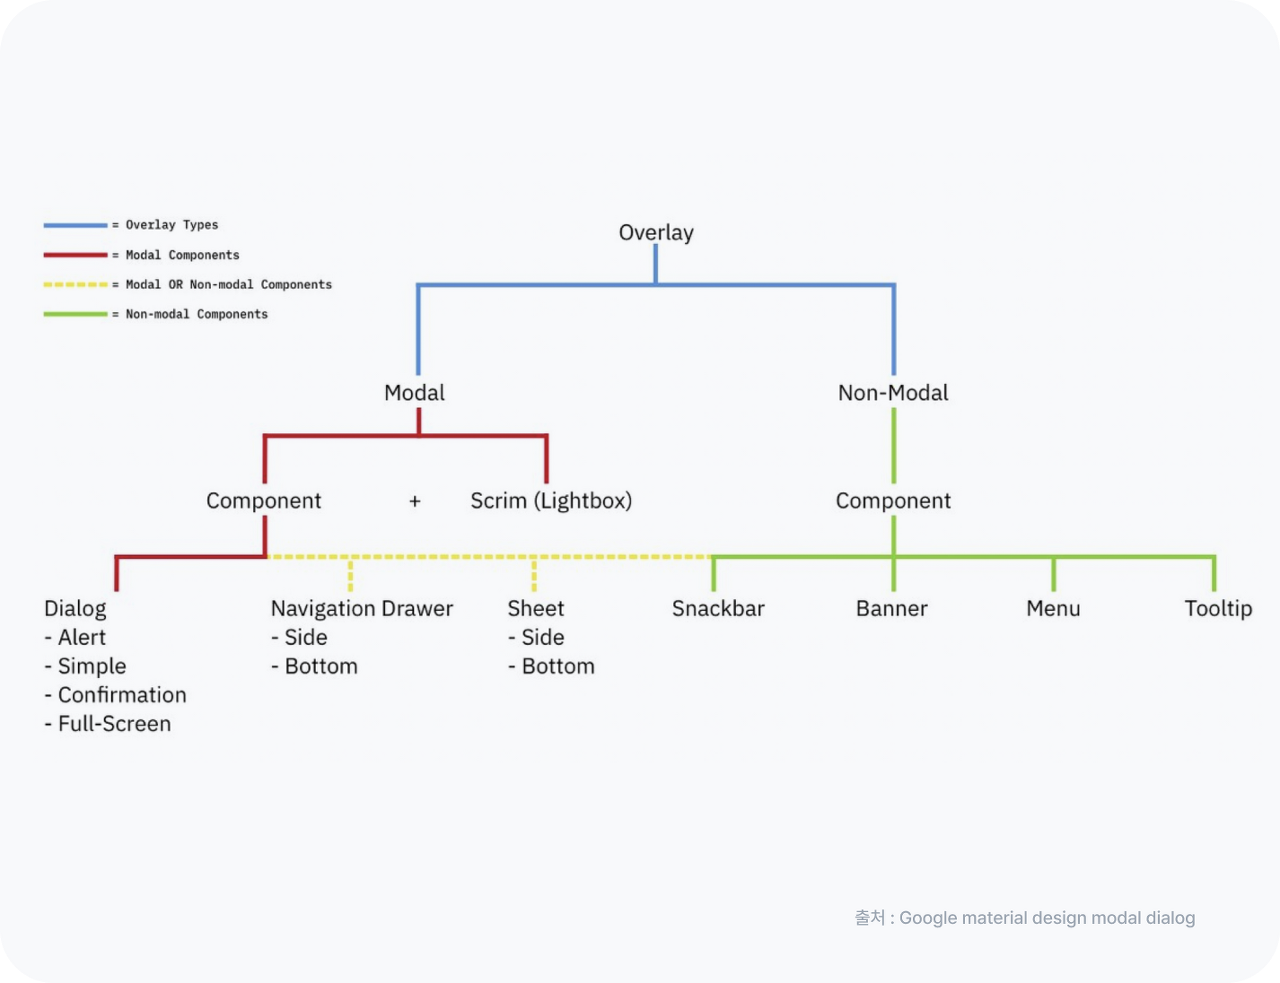 = Overlay Types
= Modal Components
= Modal OR Non-modal Components
= Non-modal Components
Overlay
Modal
Non-Modal
Component
+
Scrim (Lightbox)
Component
Dialog
- Alert
- Simple
- Confirmation
- Full-Screen
Navigation Drawer
- Side
- Bottom
Sheet
- Side
- Bottom
Snackbar
Banner
Menu
Tooltip
출처 : Google material design modal dialog